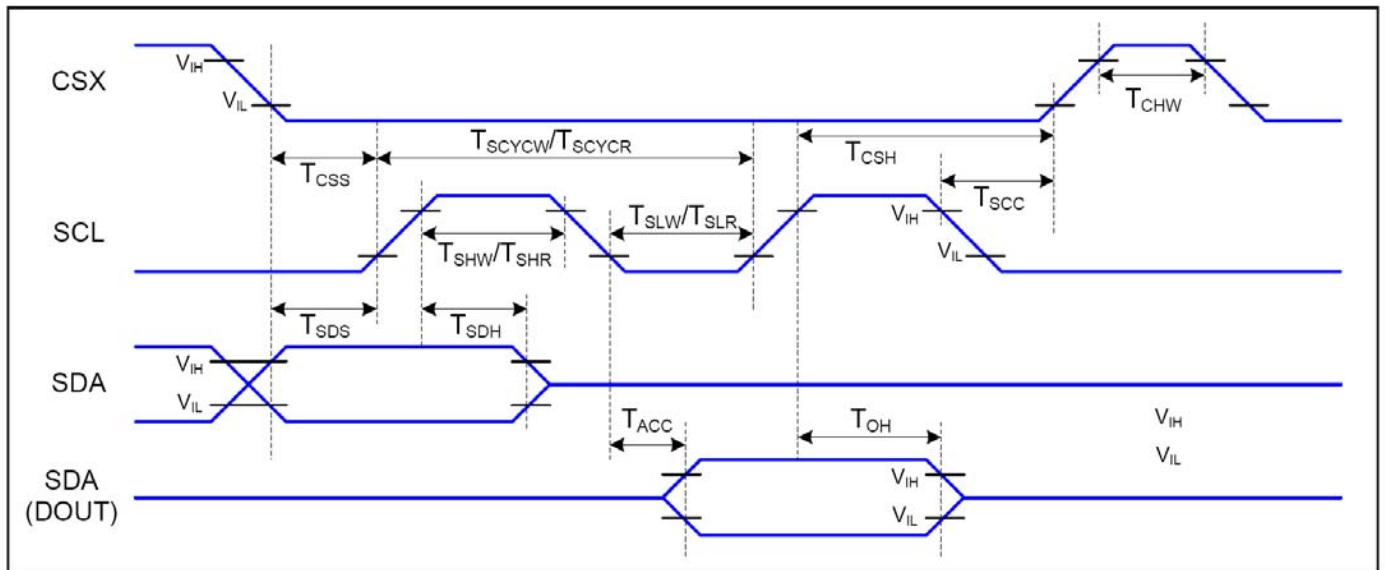 CSX
VIH
VIL
TCHW
TSCYCW/TSCYCR
TCSS
TCSH
TSCC
SCL
TSHW/TSHR
TSLW/TSLR
VIH
VIL
TSDS
TSDH
SDA
VIH
VIL
TACC
TOH
VIH
VIL
SDA
(DOUT)
VIH
VIL